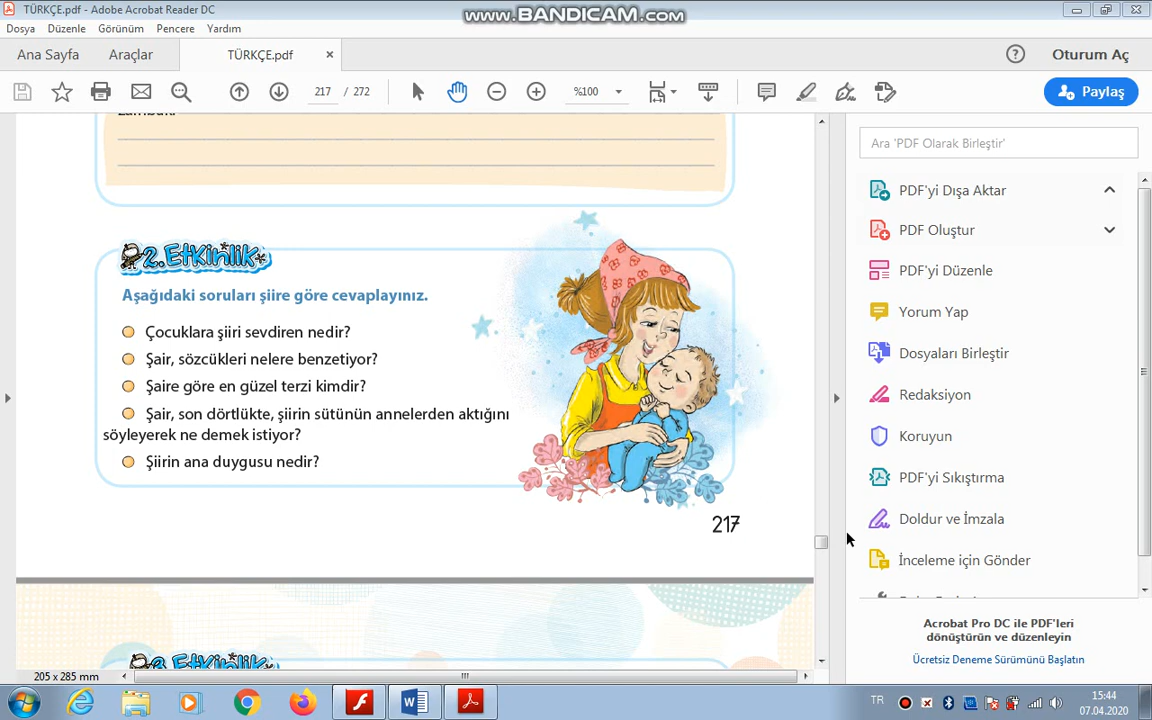 TÜRKÇE.pdf - Adobe Acrobat Reader DC
www.BANDICAM.com
Dosya Düzenle Görünüm Pencere Yardım
Ana Sayfa Araçlar TÜRKÇE.pdf × Oturum Aç
217 / 272 %100 Paylaş
2.Etkinlik
Aşağıdaki soruları şiire göre cevaplayınız.
Çocuklara şiiri sevdiren nedir?
Şair, sözcükleri nelere benzetiyor?
Şaire göre en güzel terzi kimdir?
Şair, son dörtlükte, şiirin sütünün annelerden aktığını
söyleyerek ne demek istiyor?
Şiirin ana duygusu nedir?
217
3.Etkinlik
205 x 285 mm
Ara 'PDF Olarak Birleştir'
PDF'yi Dışa Aktar
PDF Oluştur
PDF'yi Düzenle
Yorum Yap
Dosyaları Birleştir
Redaksiyon
Koruyun
PDF'yi Sıkıştırma
Doldur ve İmzala
İnceleme için Gönder
Acrobat Pro DC ile PDF'leri
dönüştürün ve düzenleyin
Ücretsiz Deneme Sürümünü Başlatın
TR
15:44
07.04.2020